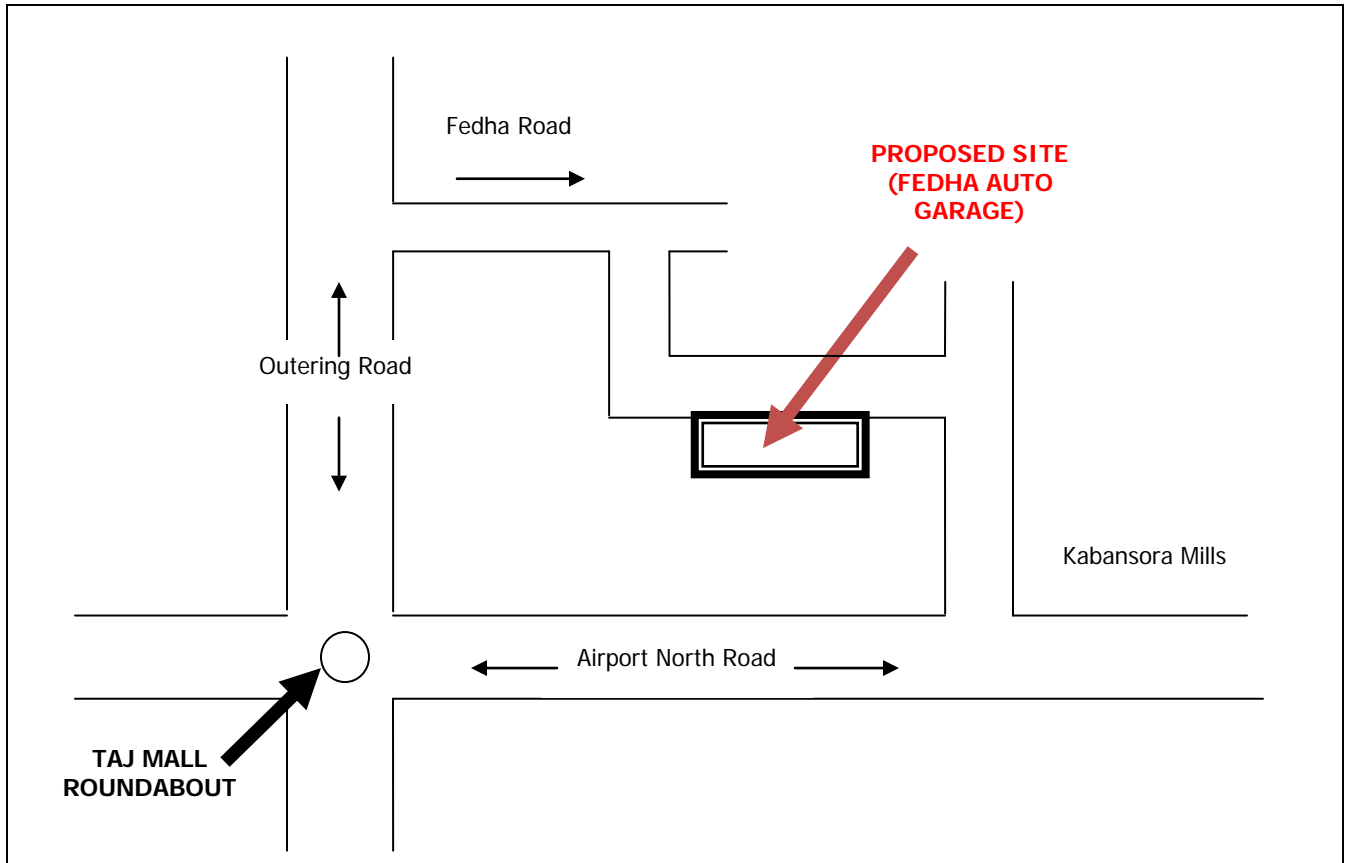 Fedha Road
PROPOSED SITE
(FEDHA AUTO
GARAGE)
Outering Road
Kabansora Mills
Airport North Road
TAJ MALL
ROUNDABOUT